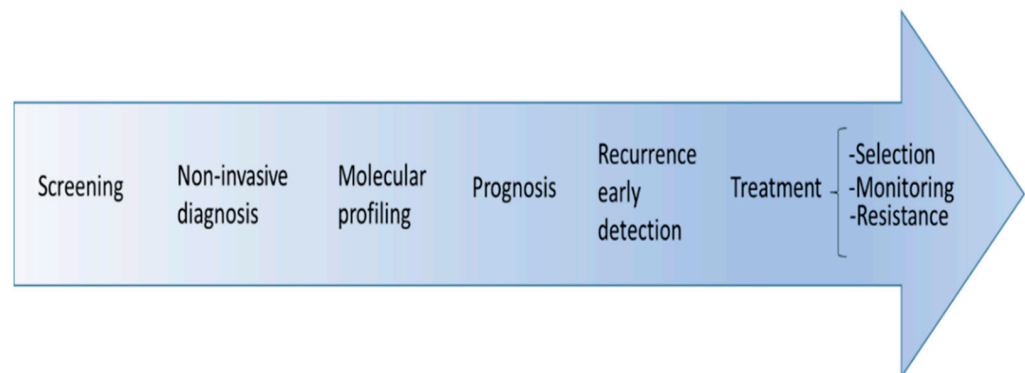 Screening
Non-invasive
diagnosis
Molecular
profiling
Prognosis
Recurrence
early
detection
Treatment
-Selection
-Monitoring
-Resistance